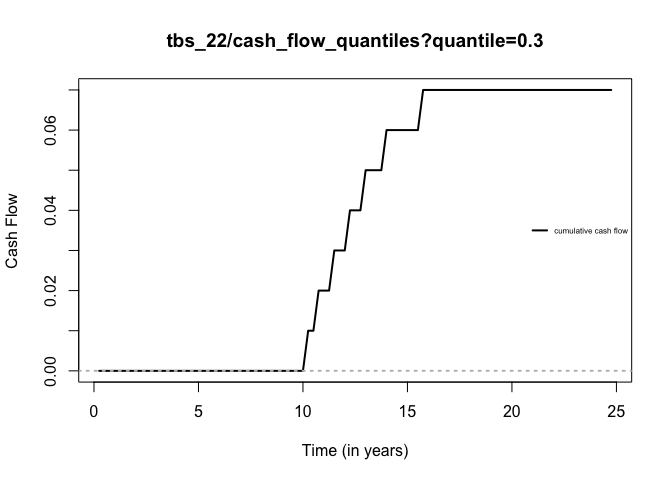 tbs_22/cash_flow_quantiles?quantile=0.3
Cash Flow
0.06
0.04
0.02
0.00
cumulative cash flow
0 5 10 15 20 25
Time (in years)